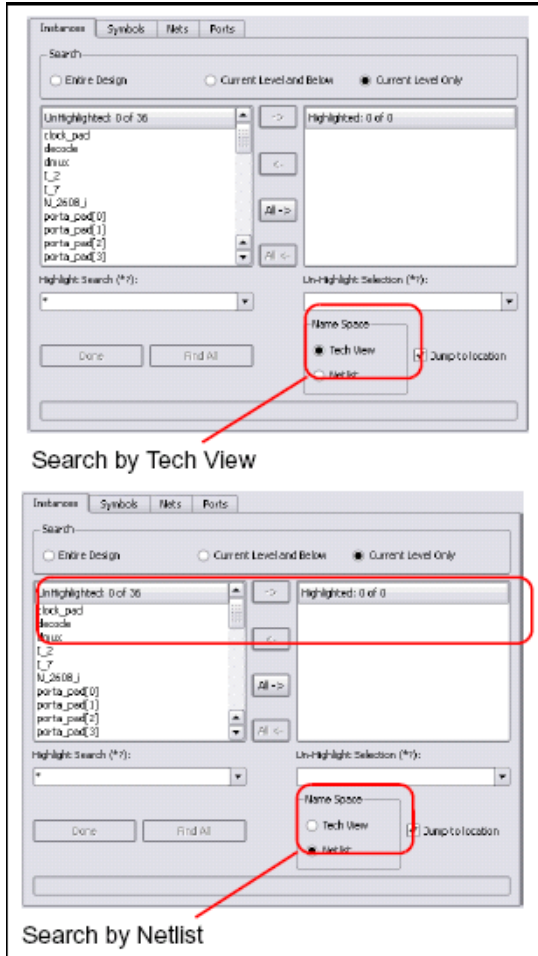 Instances Symbols Nets Ports
Search
Entire Design Current Level and Below Current Level Only
UnHighlighted: 0 of 36
clock_pad
decode
dmux
I_2
I_7
N_2608_i
porta_pad[0]
porta_pad[1]
porta_pad[2]
porta_pad[3]
->
<-
All ->
All <-
Highlighted: 0 of 0
Highlight Search (*?): Un-Highlight Selection (*?):
*
Name Space
Tech View
Netlist
Done Find All Jump to location
Search by Tech View
Instances Symbols Nets Ports
Search
Entire Design Current Level and Below Current Level Only
UnHighlighted: 0 of 36
clock_pad
decode
dmux
I_2
I_7
N_2608_i
porta_pad[0]
porta_pad[1]
porta_pad[2]
porta_pad[3]
->
<-
All ->
All <-
Highlighted: 0 of 0
Highlight Search (*?): Un-Highlight Selection (*?):
*
Name Space
Tech View
Netlist
Done Find All Jump to location
Search by Netlist